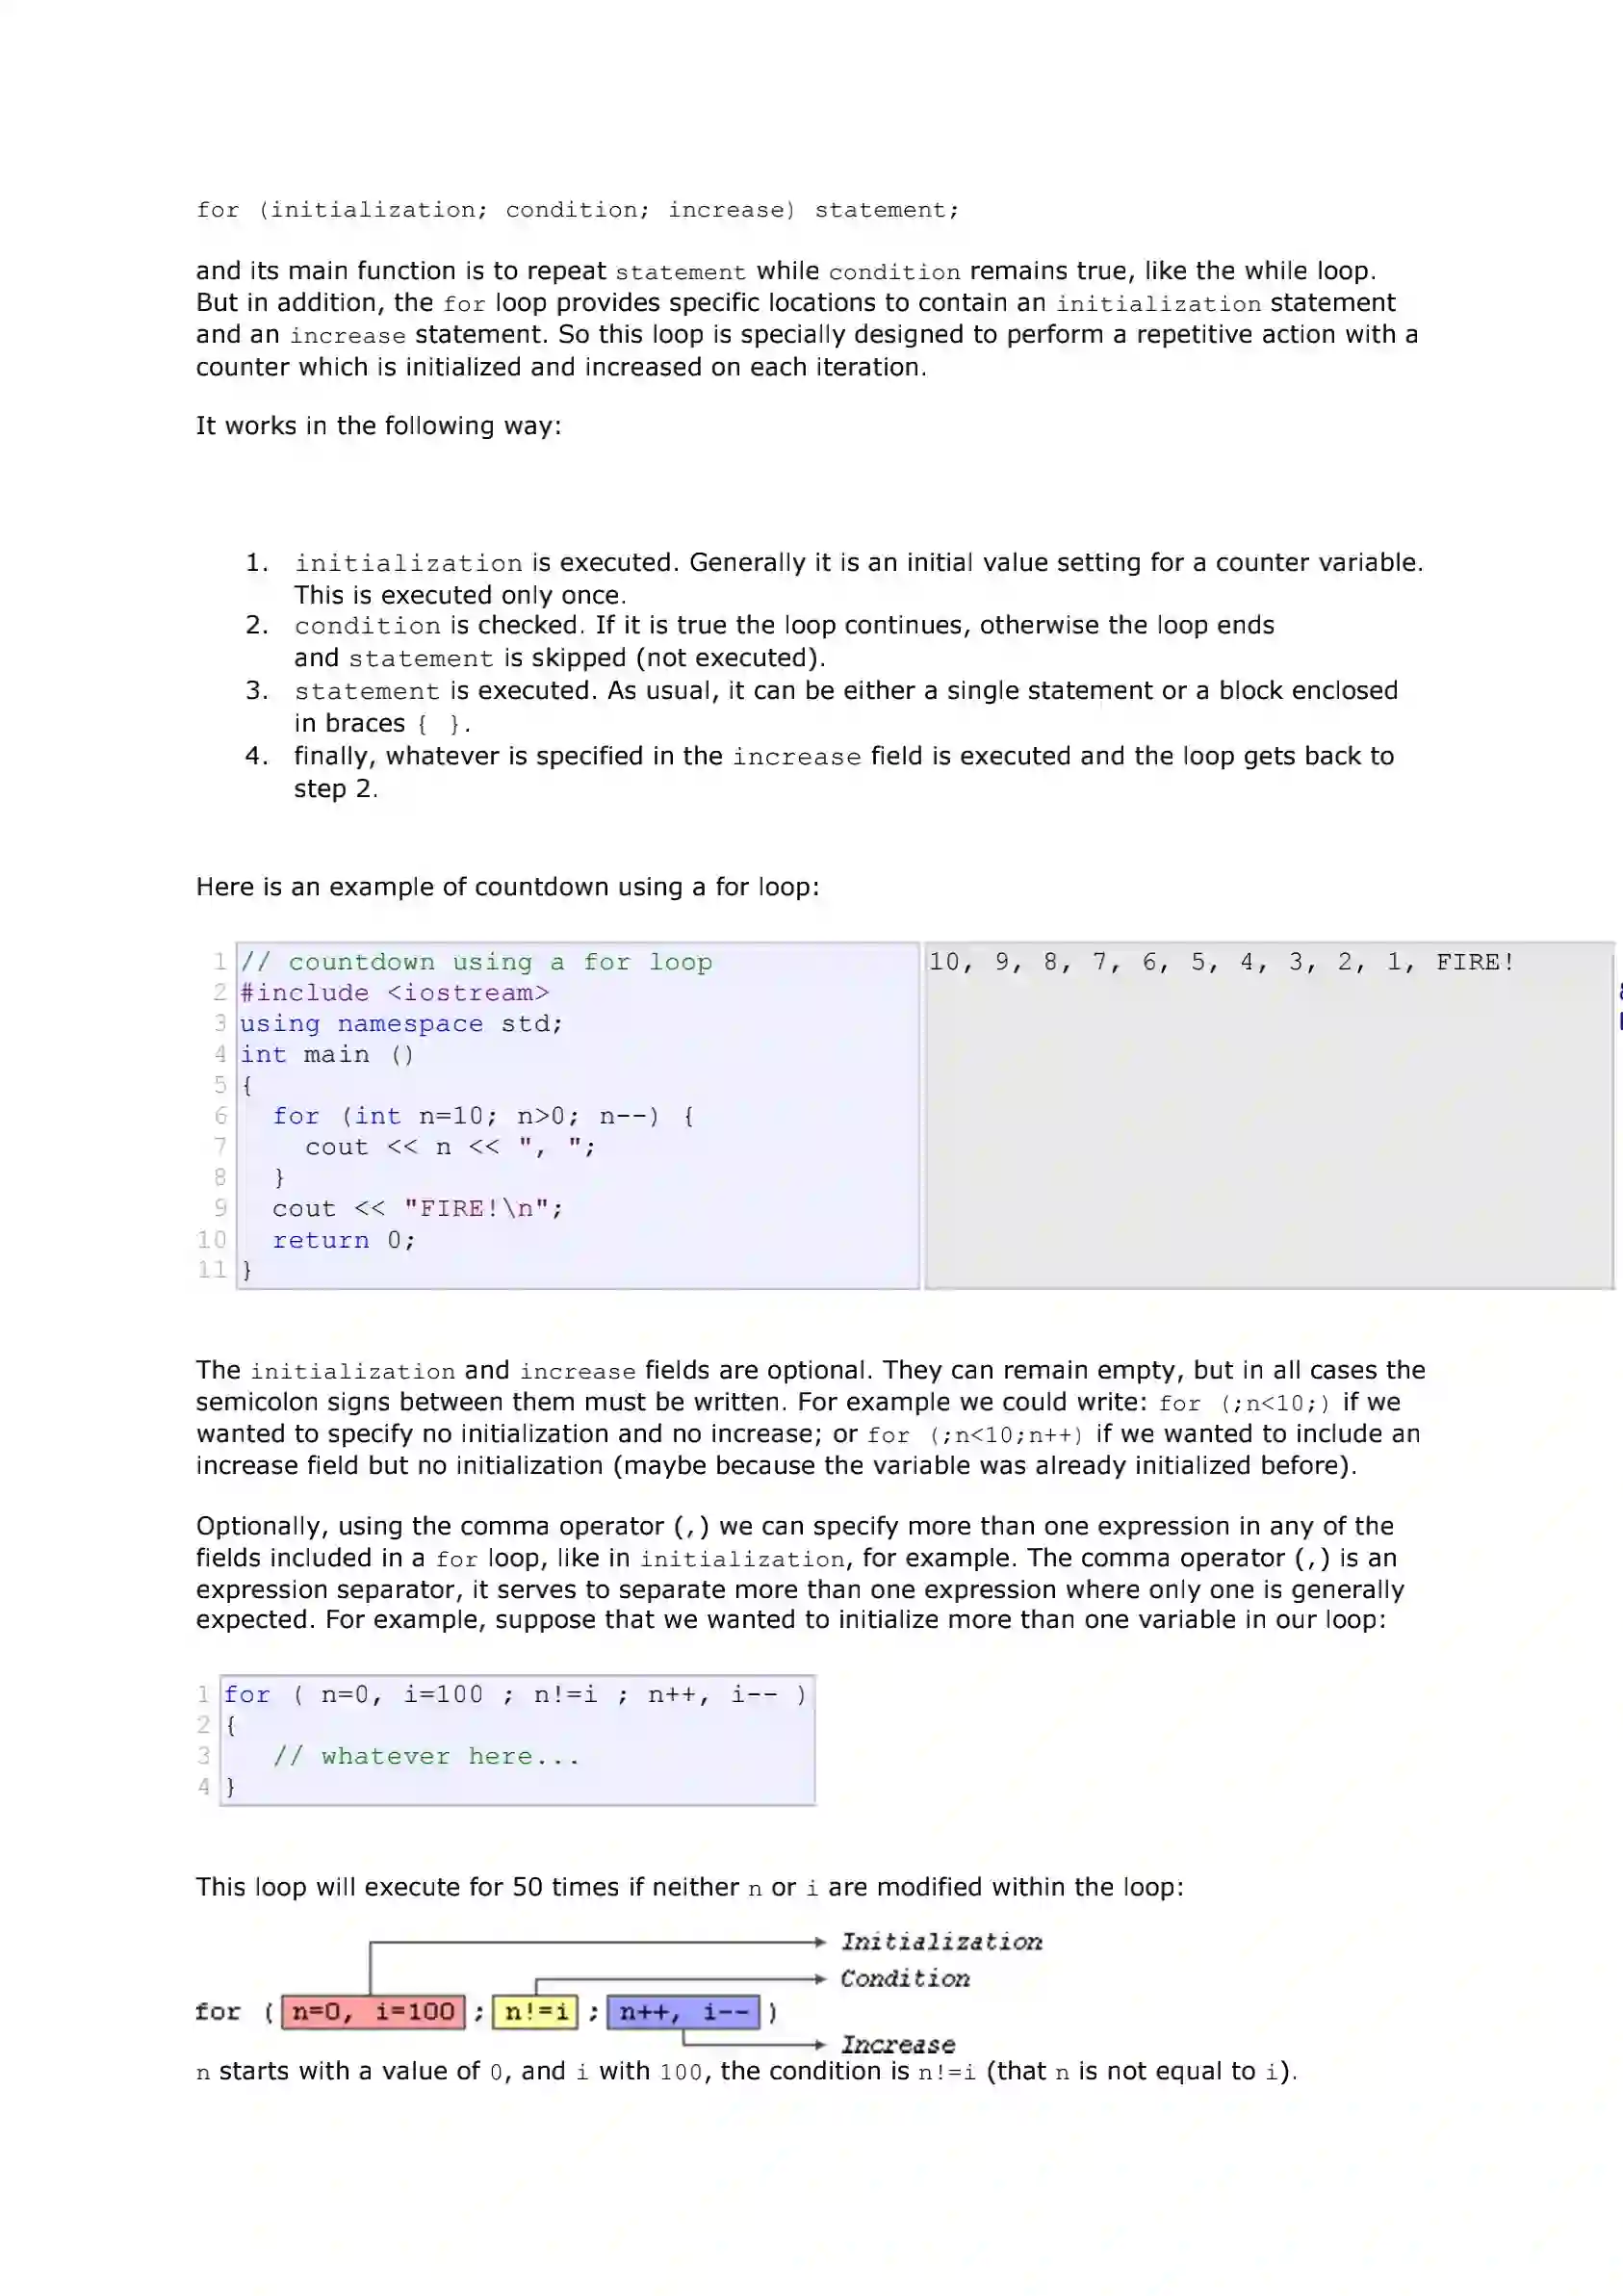 for (initialization; condition; increase) statement;
and its main function is to repeat statement while condition remains true, like the while loop.
But in addition, the for loop provides specific locations to contain an initialization statement
and an increase statement. So this loop is specially designed to perform a repetitive action with a
counter which is initialized and increased on each iteration.
It works in the following way:
1. initialization is executed. Generally it is an initial value setting for a counter variable.
This is executed only once.
2. condition is checked. If it is true the loop continues, otherwise the loop ends
and statement is skipped (not executed).
3. statement is executed. As usual, it can be either a single statement or a block enclosed
in braces { }.
4. finally, whatever is specified in the increase field is executed and the loop gets back to
step 2.
Here is an example of countdown using a for loop:
1 // countdown using a for loop
2 #include <iostream>
3 using namespace std;
4 int main ()
5 {
6 for (int n=10; n>0; n--) {
7 cout << n << ", ";
8 }
9 cout << "FIRE!\n";
10 return 0;
11 }
10, 9, 8, 7, 6, 5, 4, 3, 2, 1, FIRE!
The initialization and increase fields are optional. They can remain empty, but in all cases the
semicolon signs between them must be written. For example we could write: for (;n<10;) if we
wanted to specify no initialization and no increase; or for (;n<10;n++) if we wanted to include an
increase field but no initialization (maybe because the variable was already initialized before).
Optionally, using the comma operator (,) we can specify more than one expression in any of the
fields included in a for loop, like in initialization, for example. The comma operator (,) is an
expression separator, it serves to separate more than one expression where only one is generally
expected. For example, suppose that we wanted to initialize more than one variable in our loop:
1 for ( n=0, i=100 ; n!=i ; n++, i-- )
2 {
3 // whatever here...
4 }
This loop will execute for 50 times if neither n or i are modified within the loop:
Initialization
Condition
for ( n=0, i=100 ; n!=i ; n++, i-- )
Increase
n starts with a value of 0, and i with 100, the condition is n!=i (that n is not equal to i).